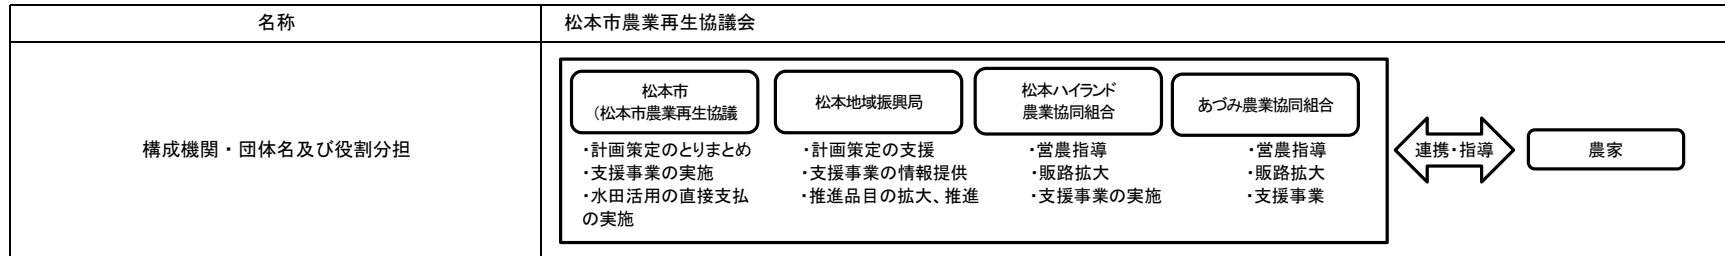 名称
松本市農業再生協議会
構成機関・団体名及び役割分担
松本市
（松本市農業再生協議
・計画策定のとりまとめ
・支援事業の実施
・水田活用の直接支払
の実施
松本地域振興局
・計画策定の支援
・支援事業の情報提供
・推進品目の拡大、推進
松本ハイランド
農業協同組合
・営農指導
・販路拡大
・支援事業の実施
あづみ農業協同組合
・営農指導
・販路拡大
・支援事業
連携・指導
農家